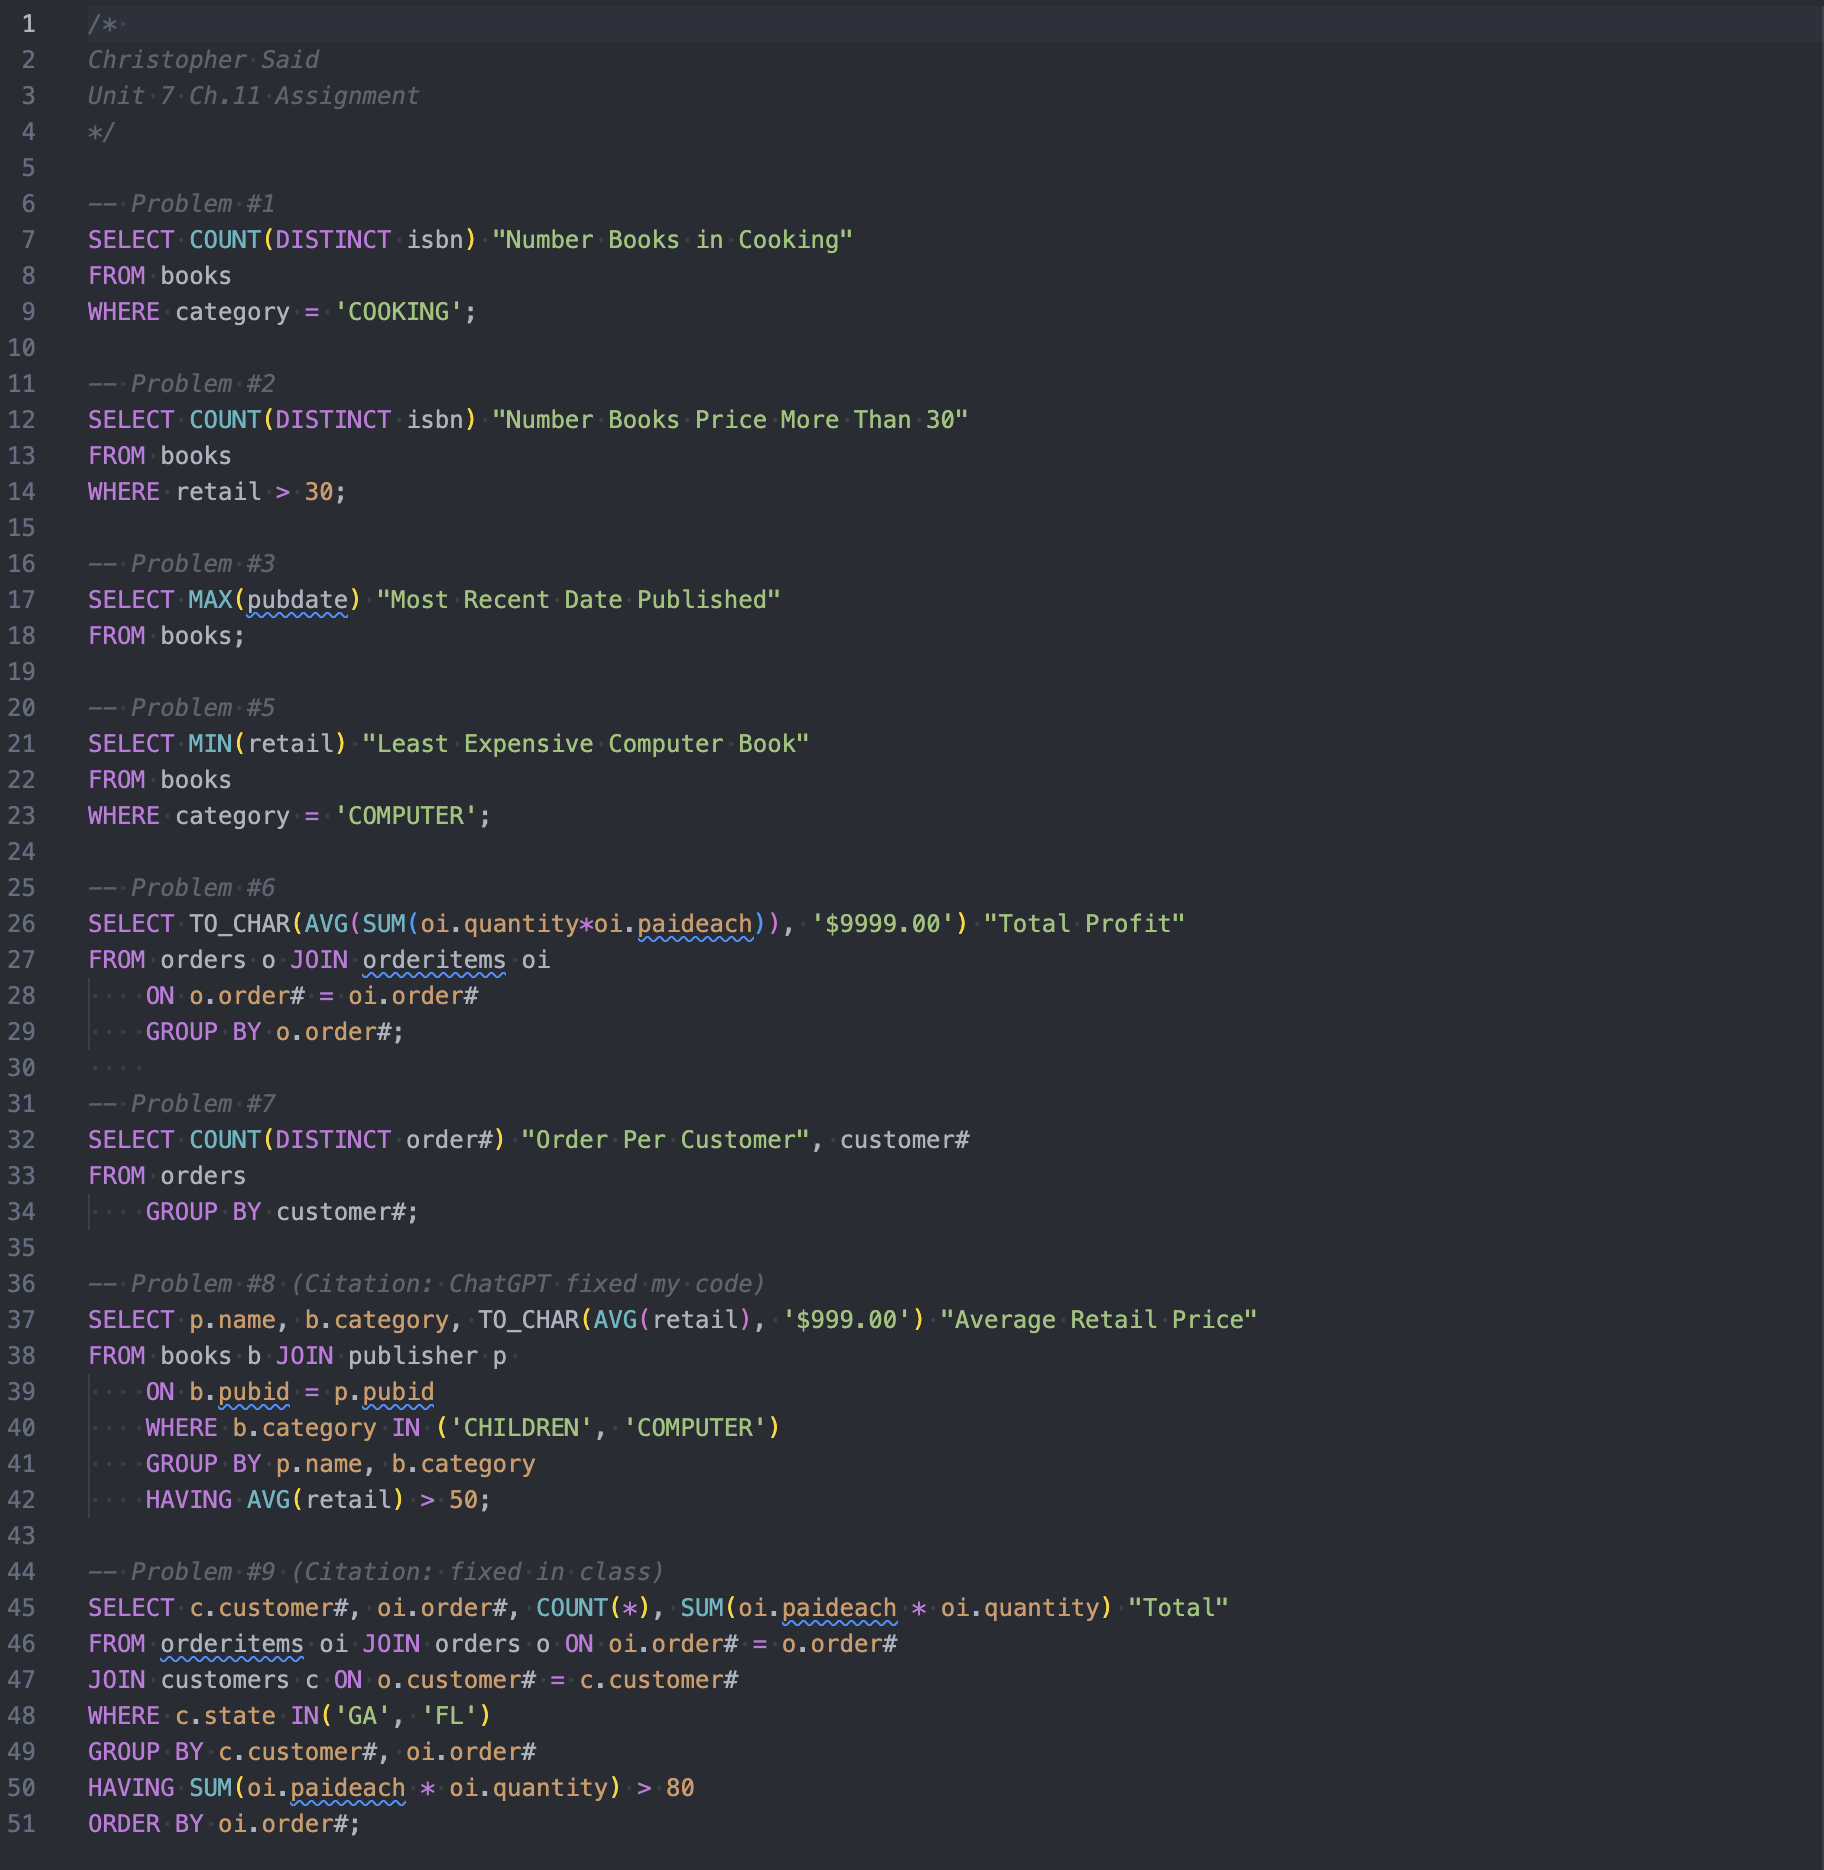 1 /*
2 Christopher Said
3 Unit 7 Ch.11 Assignment
4 */
5
6 -- Problem #1
7 SELECT COUNT(DISTINCT isbn) "Number Books in Cooking"
8 FROM books
9 WHERE category = 'COOKING';
10
11 -- Problem #2
12 SELECT COUNT(DISTINCT isbn) "Number Books Price More Than 30"
13 FROM books
14 WHERE retail > 30;
15
16 -- Problem #3
17 SELECT MAX(pubdate) "Most Recent Date Published"
18 FROM books;
19
20 -- Problem #5
21 SELECT MIN(retail) "Least Expensive Computer Book"
22 FROM books
23 WHERE category = 'COMPUTER';
24
25 -- Problem #6
26 SELECT TO_CHAR(AVG(SUM(oi.quantity*oi.paideach)), '$9999.00') "Total Profit"
27 FROM orders o JOIN orderitems oi
28     ON o.order# = oi.order#
29     GROUP BY o.order#;
30
31 -- Problem #7
32 SELECT COUNT(DISTINCT order#) "Order Per Customer", customer#
33 FROM orders
34     GROUP BY customer#;
35
36 -- Problem #8 (Citation: ChatGPT fixed my code)
37 SELECT p.name, b.category, TO_CHAR(AVG(retail), '$999.00') "Average Retail Price"
38 FROM books b JOIN publisher p
39     ON b.pubid = p.pubid
40     WHERE b.category IN ('CHILDREN', 'COMPUTER')
41     GROUP BY p.name, b.category
42     HAVING AVG(retail) > 50;
43
44 -- Problem #9 (Citation: fixed in class)
45 SELECT c.customer#, oi.order#, COUNT(*), SUM(oi.paideach * oi.quantity) "Total"
46 FROM orderitems oi JOIN orders o ON oi.order# = o.order#
47 JOIN customers c ON o.customer# = c.customer#
48 WHERE c.state IN('GA', 'FL')
49 GROUP BY c.customer#, oi.order#
50 HAVING SUM(oi.paideach * oi.quantity) > 80
51 ORDER BY oi.order#;